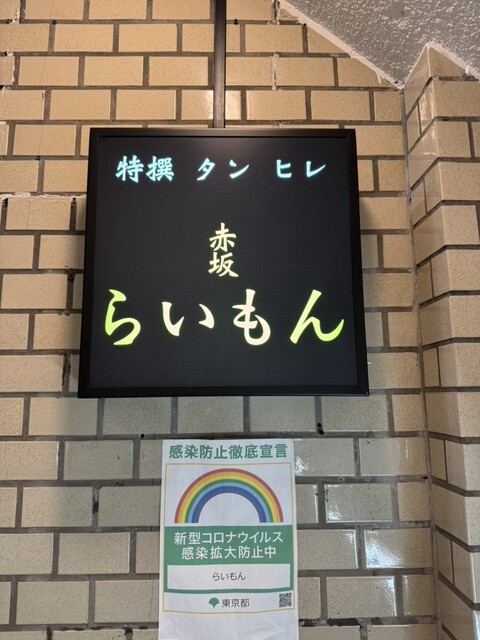 特撰 タン ヒレ
赤坂
らいもん
感染防止徹底宣言
新型コロナウイルス
感染拡大防止中
らいもん
東京都